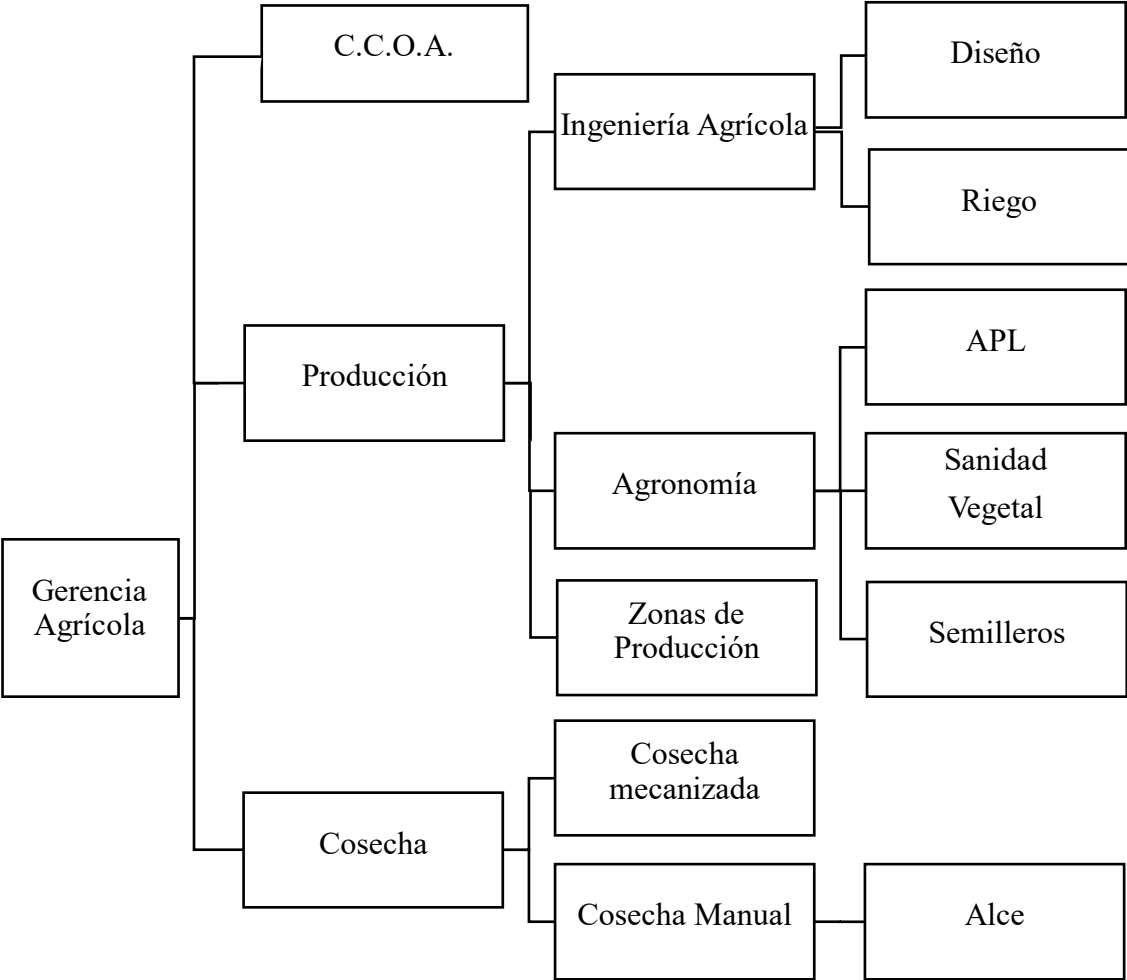 C.C.O.A.
Diseño
Ingeniería Agrícola
Riego
APL
Producción
Sanidad
Vegetal
Agronomía
Gerencia
Agrícola
Zonas de
Producción
Semilleros
Cosecha
mecanizada
Cosecha
Cosecha Manual
Alce